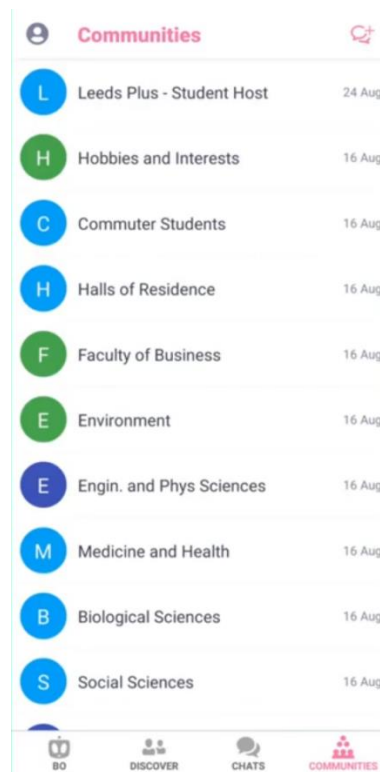 Communities
L Leeds Plus - Student Host 24 Aug
H Hobbies and Interests 16 Aug
C Commuter Students 16 Aug
H Halls of Residence 16 Aug
F Faculty of Business 16 Aug
E Environment 16 Aug
E Engin. and Phys Sciences 16 Aug
M Medicine and Health 16 Aug
B Biological Sciences 16 Aug
S Social Sciences 16 Aug
BO DISCOVER CHATS COMMUNITIES